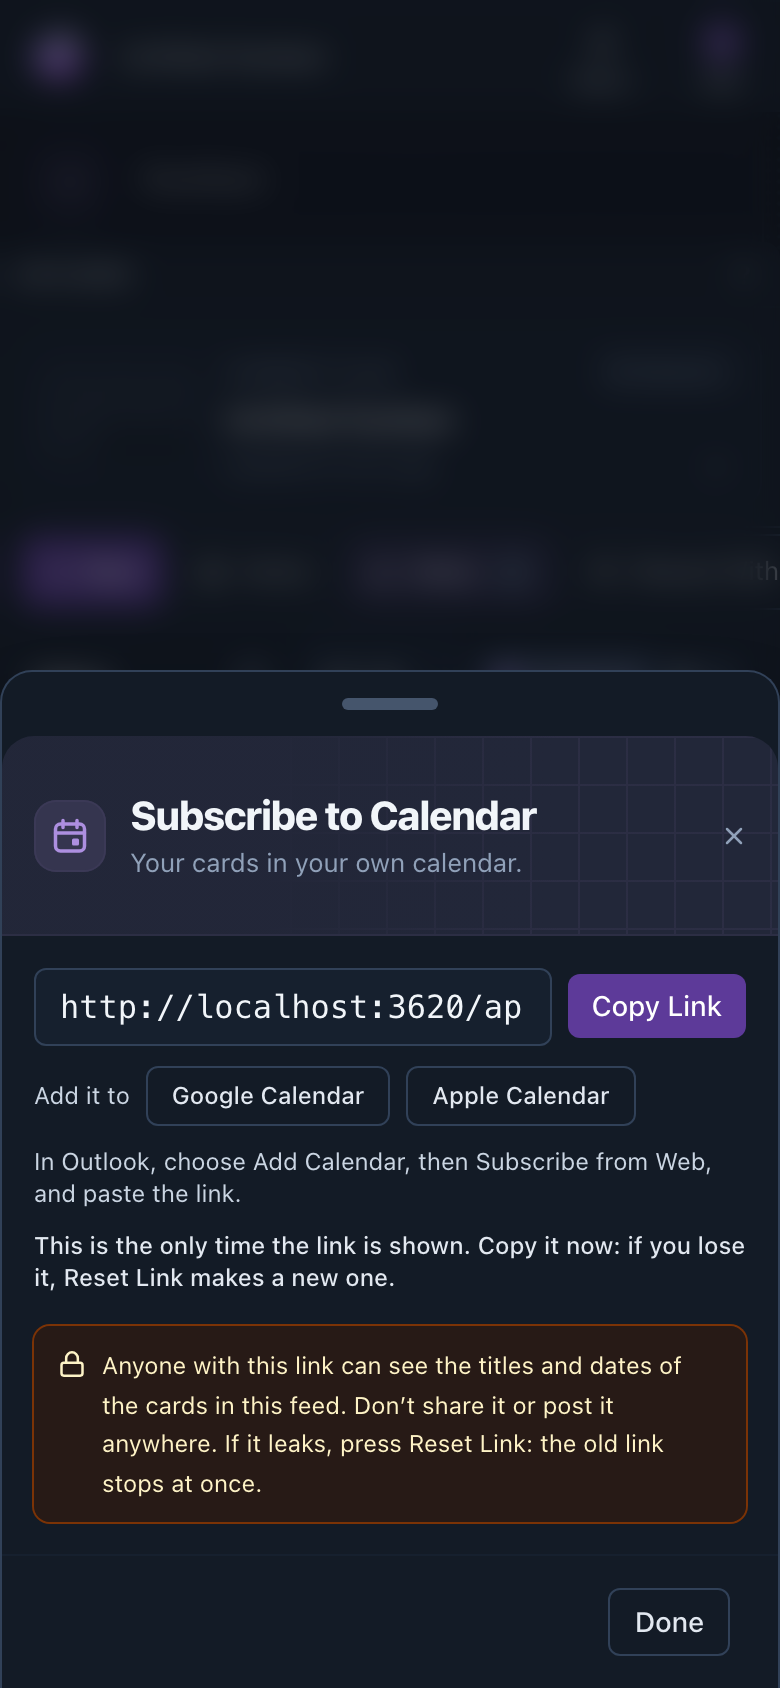 Subscribe to Calendar
Your cards in your own calendar.
http://localhost:3620/ap
Copy Link
Add it to
Google Calendar
Apple Calendar
In Outlook, choose Add Calendar, then Subscribe from Web,
and paste the link.
This is the only time the link is shown. Copy it now: if you lose
it, Reset Link makes a new one.
Anyone with this link can see the titles and dates of
the cards in this feed. Don’t share it or post it
anywhere. If it leaks, press Reset Link: the old link
stops at once.
Done